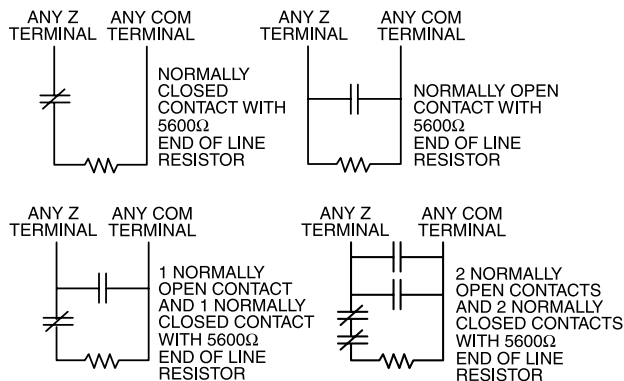 ANY Z
TERMINAL
ANY COM
TERMINAL
NORMALLY
CLOSED
CONTACT WITH
5600Ω
END OF LINE
RESISTOR
ANY Z
TERMINAL
ANY COM
TERMINAL
NORMALLY OPEN
CONTACT WITH
5600Ω
END OF LINE
RESISTOR
ANY Z
TERMINAL
ANY COM
TERMINAL
1 NORMALLY
OPEN CONTACT
AND 1 NORMALLY
CLOSED CONTACT
WITH 5600Ω
END OF LINE
RESISTOR
ANY Z
TERMINAL
ANY COM
TERMINAL
2 NORMALLY
OPEN CONTACTS
AND 2 NORMALLY
CLOSED CONTACTS
WITH 5600Ω
END OF LINE
RESISTOR